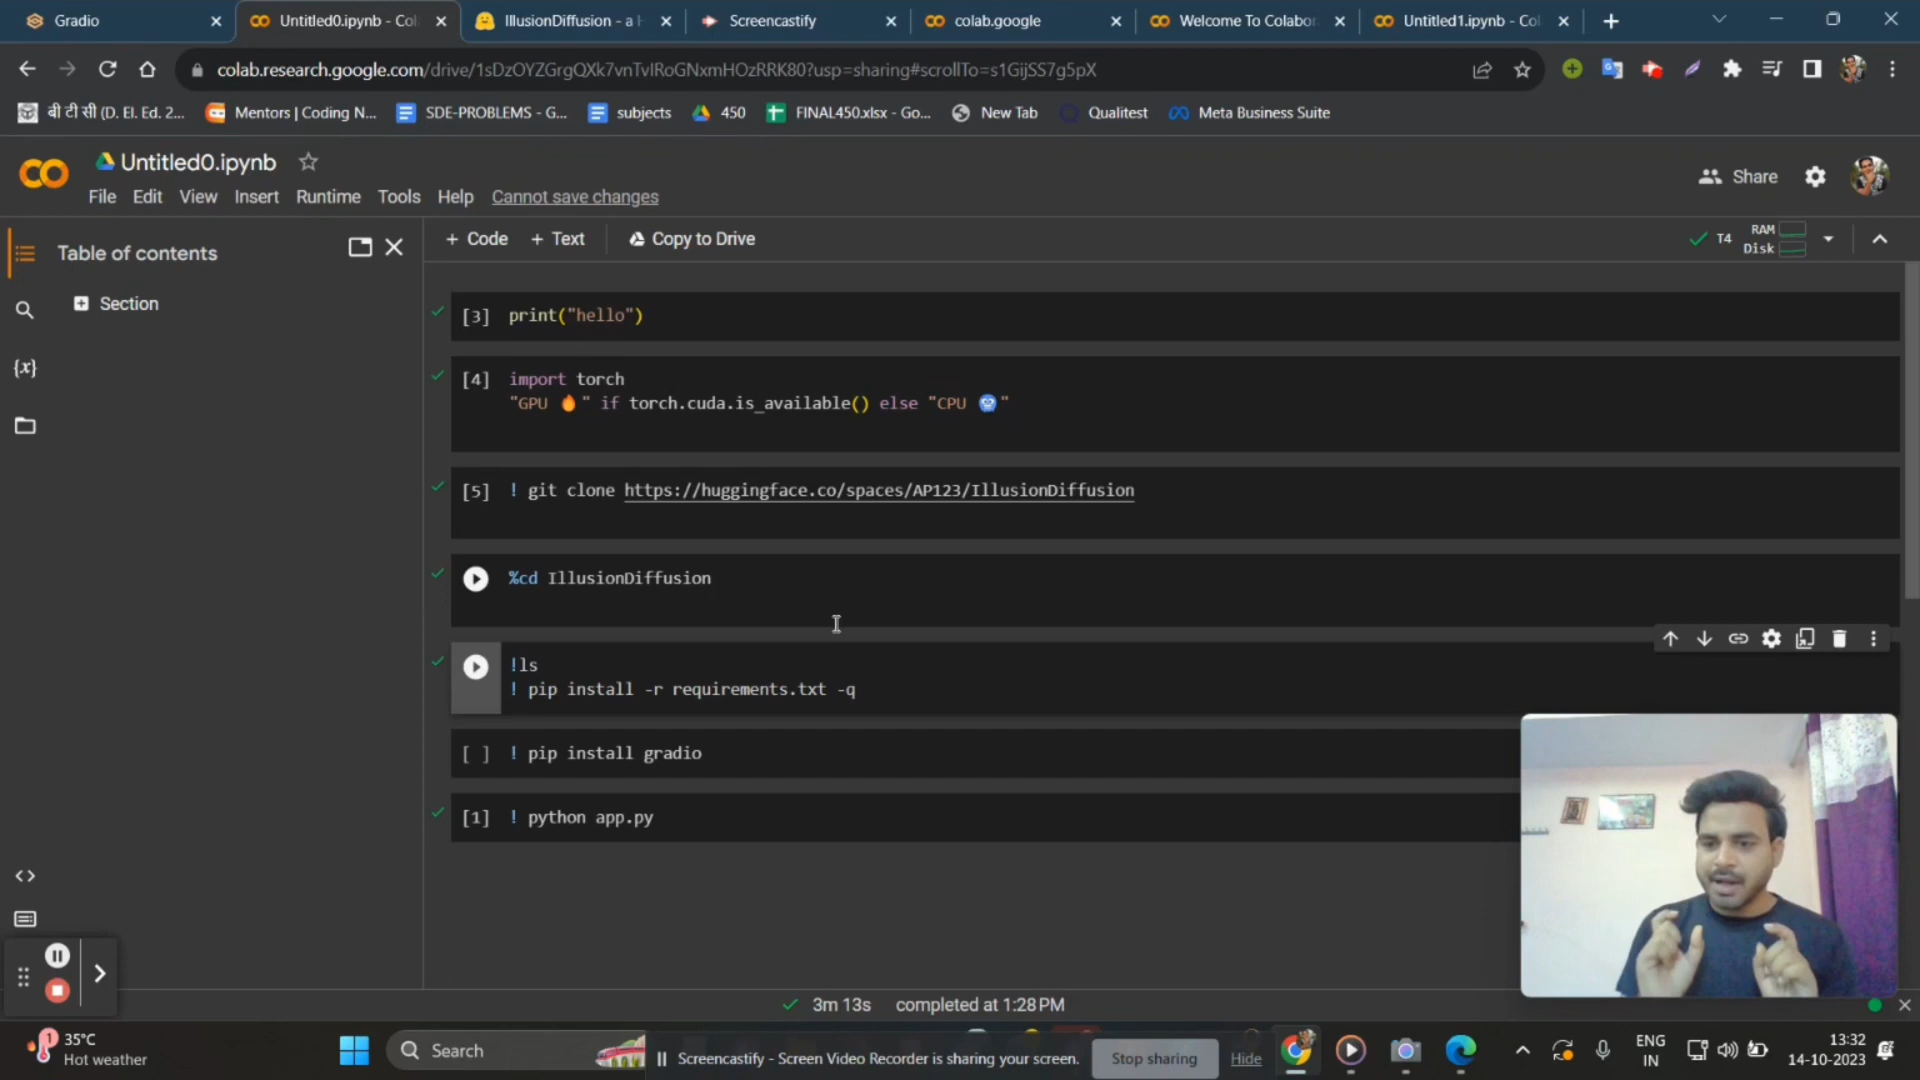 Gradio
Untitled0.ipynb - Col
IllusionDiffusion - a H
Screencastify
colab.google
Welcome To Colabor
Untitled1.ipynb - Col
colab.research.google.com/drive/1sDzOYZGrgQXk7vnTvIRoGNxmHOzRRK80?usp=sharing#scrollTo=s1GijSS7g5pX
बी टी सी (D. El. Ed. 2...
Mentors | Coding N...
SDE-PROBLEMS - G...
subjects
450
FINAL450.xlsx - Go...
New Tab
Qualitest
Meta Business Suite
Untitled0.ipynb
File Edit View Insert Runtime Tools Help Cannot save changes
Share
Table of contents
+ Code + Text Copy to Drive
T4
RAM
Disk
Section
{x}
[3] print("hello")
[4] import torch
"GPU 🔥" if torch.cuda.is_available() else "CPU 🥶"
[5] ! git clone https://huggingface.co/spaces/AP123/IllusionDiffusion
%cd IllusionDiffusion
!ls
! pip install -r requirements.txt -q
[ ] ! pip install gradio
[1] ! python app.py
3m 13s completed at 1:28 PM
1
35°C
Hot weather
Search
Screencastify - Screen Video Recorder is sharing your screen.
Stop sharing
Hide
ENG
IN
13:32
14-10-2023